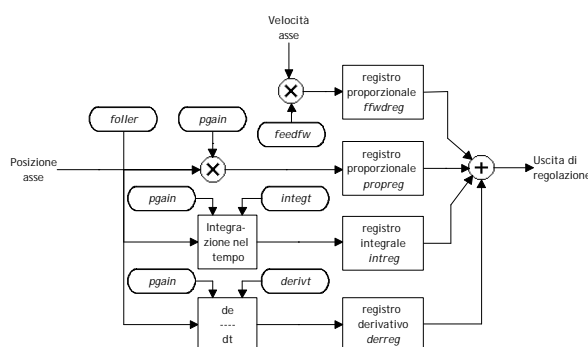 Velocità
asse
registro
proporzionale
ffwdreg
foller
pgain
feedfw
Posizione
asse
registro
proporzionale
propreg
Uscita di
regolazione
pgain
integt
Integra-
zione nel
tempo
registro
integrale
intreg
pgain
derivt
de
----
dt
registro
derivativo
derreg